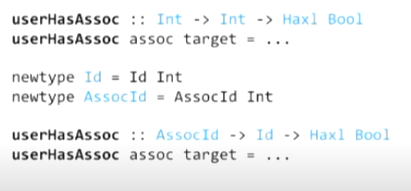 userHasAssoc :: Int -> Int -> Haxl Bool
userHasAssoc assoc target = ...
newtype Id = Id Int
newtype AssocId = AssocId Int
userHasAssoc :: AssocId -> Id -> Haxl Bool
userHasAssoc assoc target = ...